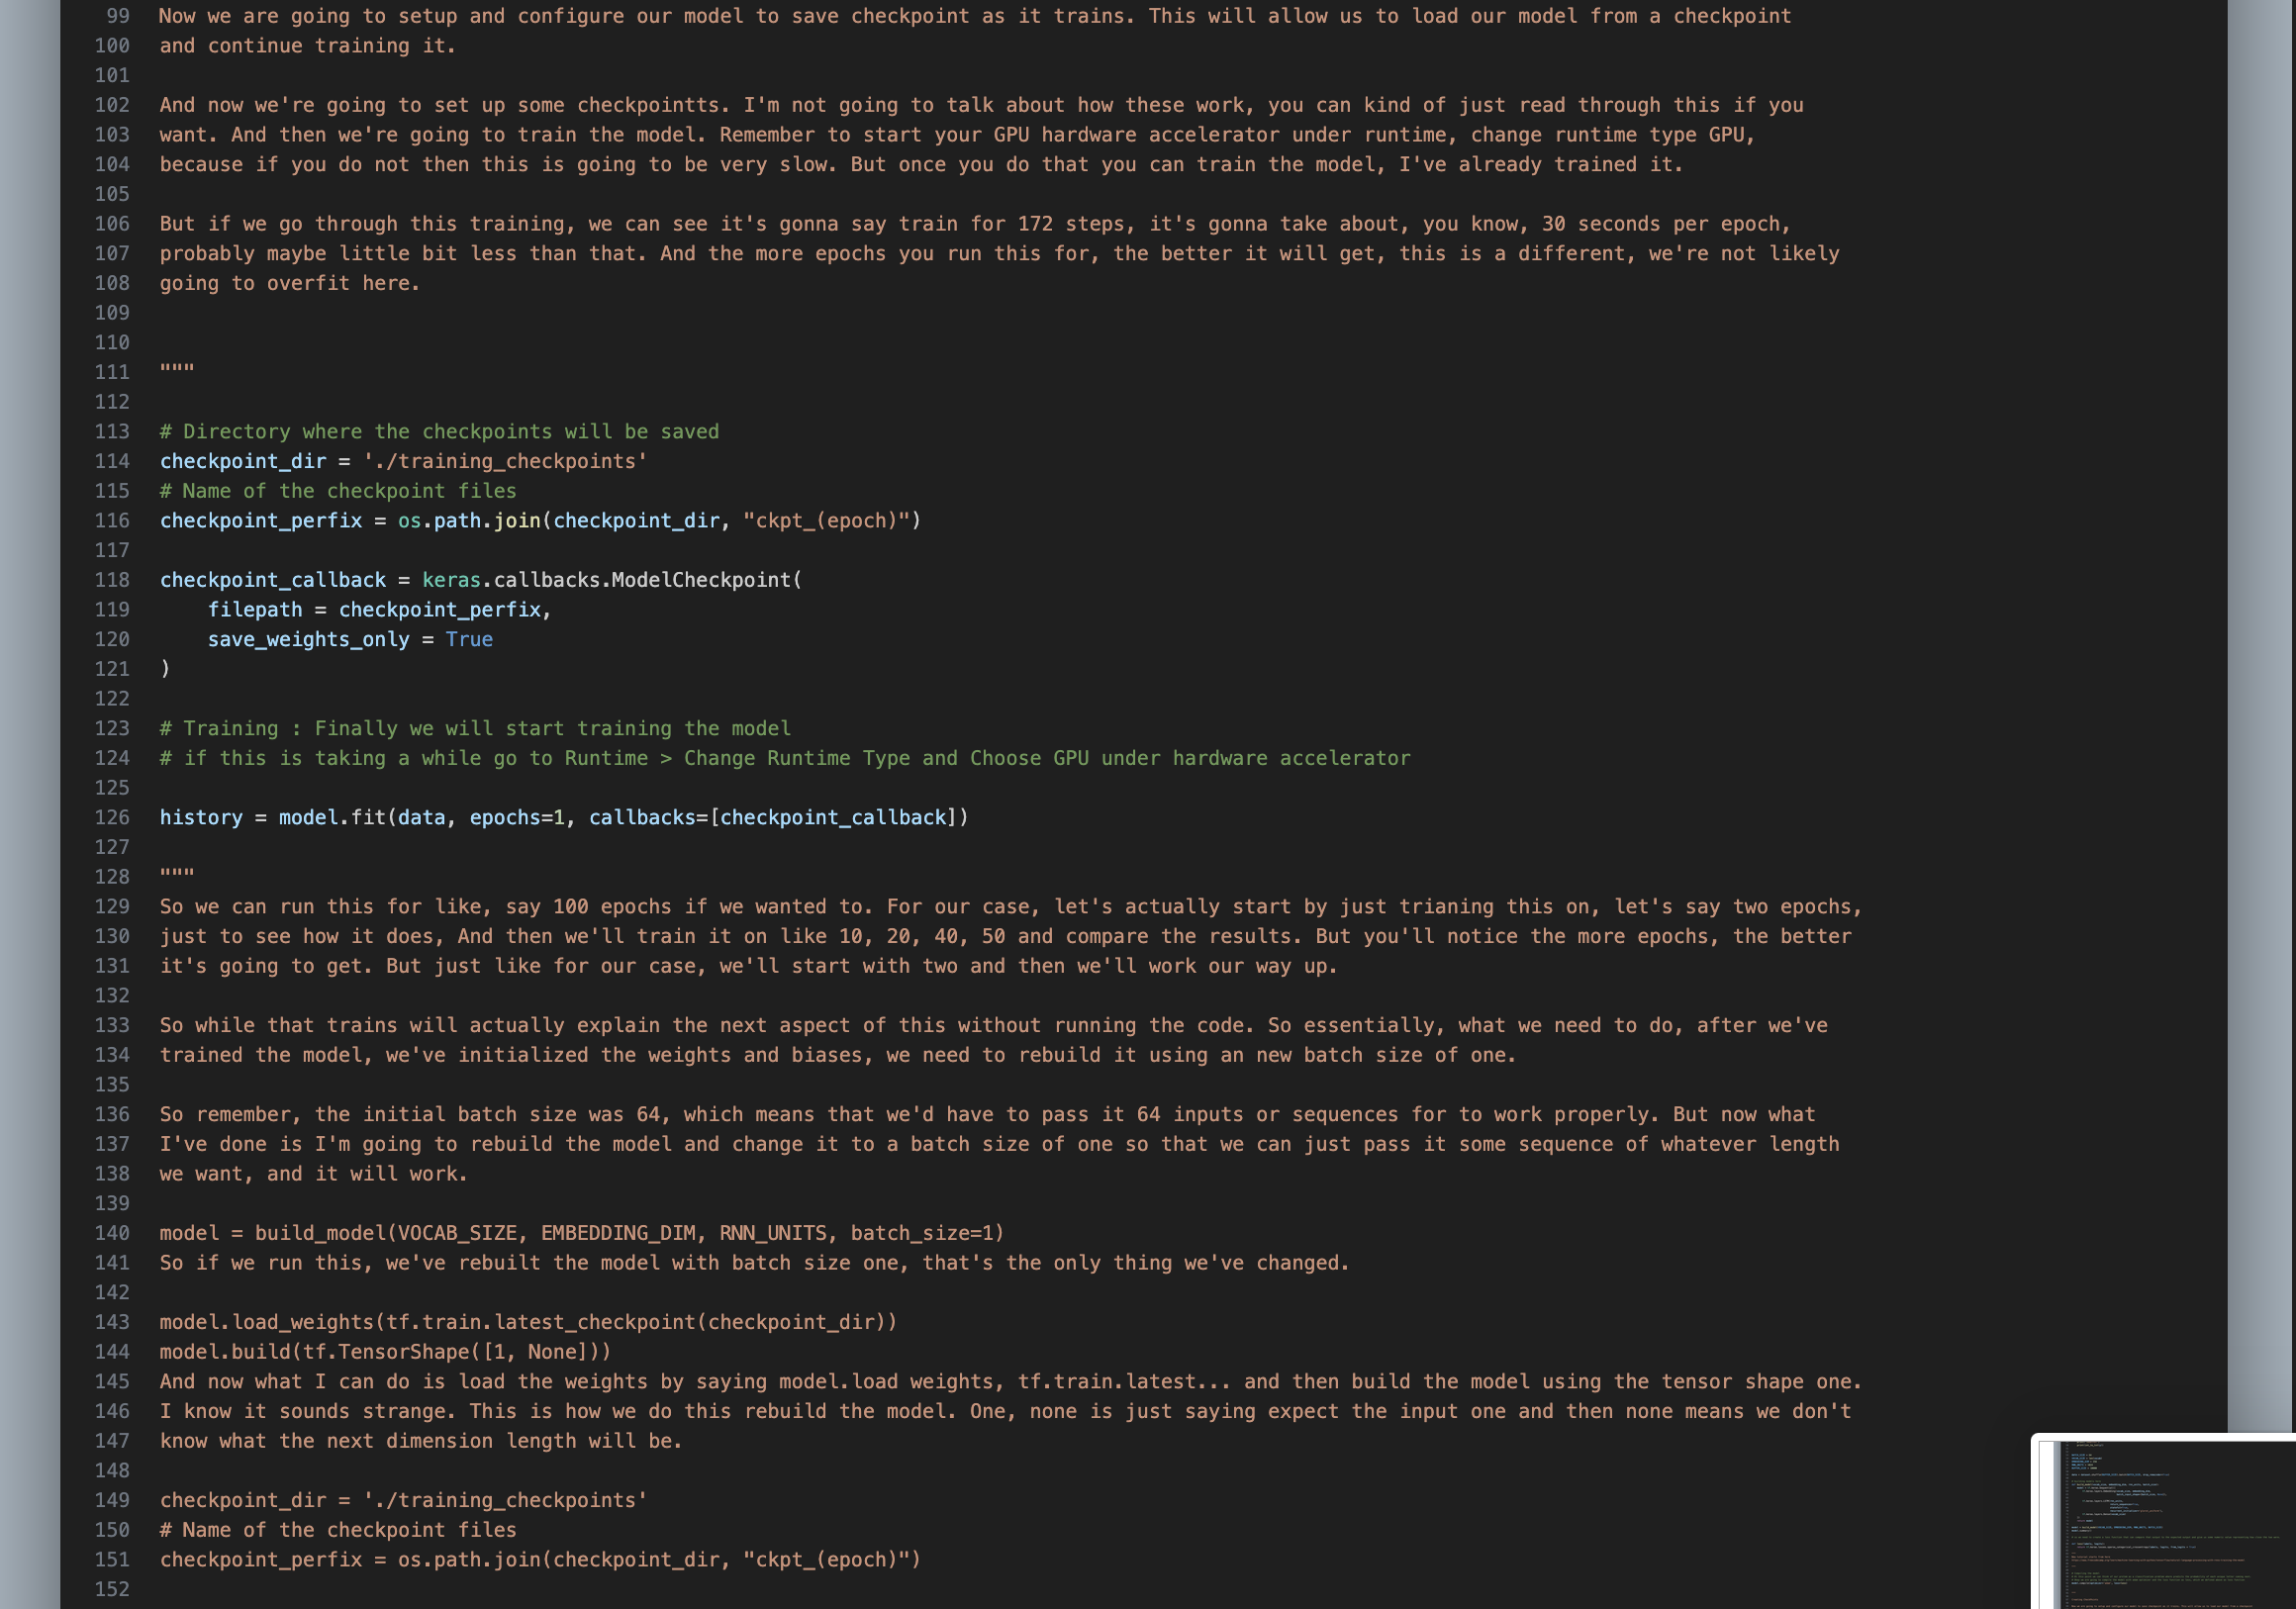 99 Now we are going to setup and configure our model to save checkpoint as it trains. This will allow us to load our model from a checkpoint
100 and continue training it.
101
102 And now we're going to set up some checkpointts. I'm not going to talk about how these work, you can kind of just read through this if you
103 want. And then we're going to train the model. Remember to start your GPU hardware accelerator under runtime, change runtime type GPU,
104 because if you do not then this is going to be very slow. But once you do that you can train the model, I've already trained it.
105
106 But if we go through this training, we can see it's gonna say train for 172 steps, it's gonna take about, you know, 30 seconds per epoch,
107 probably maybe little bit less than that. And the more epochs you run this for, the better it will get, this is a different, we're not likely
108 going to overfit here.
109
110
111 """
112
113 # Directory where the checkpoints will be saved
114 checkpoint_dir = './training_checkpoints'
115 # Name of the checkpoint files
116 checkpoint_perfix = os.path.join(checkpoint_dir, "ckpt_(epoch)")
117
118 checkpoint_callback = keras.callbacks.ModelCheckpoint(
119     filepath = checkpoint_perfix,
120     save_weights_only = True
121 )
122
123 # Training : Finally we will start training the model
124 # if this is taking a while go to Runtime > Change Runtime Type and Choose GPU under hardware accelerator
125
126 history = model.fit(data, epochs=1, callbacks=[checkpoint_callback])
127
128 """
129 So we can run this for like, say 100 epochs if we wanted to. For our case, let's actually start by just trianing this on, let's say two epochs,
130 just to see how it does, And then we'll train it on like 10, 20, 40, 50 and compare the results. But you'll notice the more epochs, the better
131 it's going to get. But just like for our case, we'll start with two and then we'll work our way up.
132
133 So while that trains will actually explain the next aspect of this without running the code. So essentially, what we need to do, after we've
134 trained the model, we've initialized the weights and biases, we need to rebuild it using an new batch size of one.
135
136 So remember, the initial batch size was 64, which means that we'd have to pass it 64 inputs or sequences for to work properly. But now what
137 I've done is I'm going to rebuild the model and change it to a batch size of one so that we can just pass it some sequence of whatever length
138 we want, and it will work.
139
140 model = build_model(VOCAB_SIZE, EMBEDDING_DIM, RNN_UNITS, batch_size=1)
141 So if we run this, we've rebuilt the model with batch size one, that's the only thing we've changed.
142
143 model.load_weights(tf.train.latest_checkpoint(checkpoint_dir))
144 model.build(tf.TensorShape([1, None]))
145 And now what I can do is load the weights by saying model.load weights, tf.train.latest... and then build the model using the tensor shape one.
146 I know it sounds strange. This is how we do this rebuild the model. One, none is just saying expect the input one and then none means we don't
147 know what the next dimension length will be.
148
149 checkpoint_dir = './training_checkpoints'
150 # Name of the checkpoint files
151 checkpoint_perfix = os.path.join(checkpoint_dir, "ckpt_(epoch)")
152